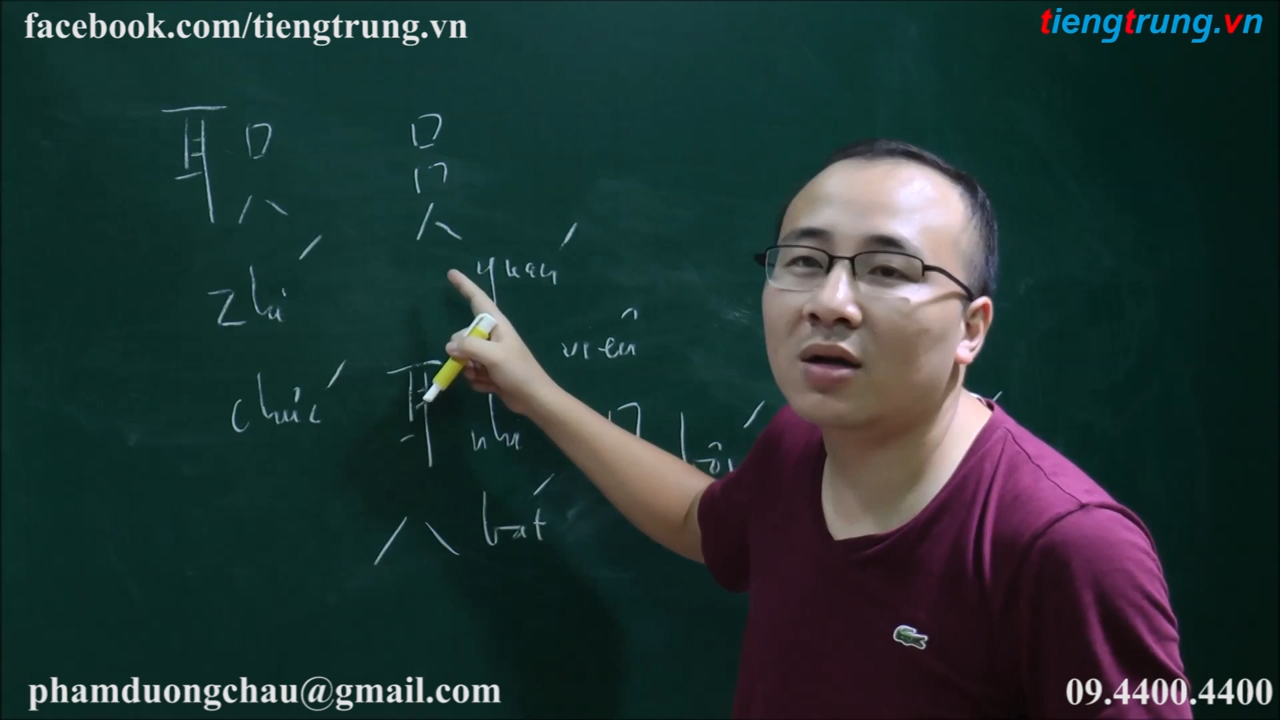 facebook.com/tiengtrung.vn
tiengtrung.vn
职 员
zhí yuán
viên
chức
耳 nhĩ 口
八 bát
phamduongchau@gmail.com
09.4400.4400